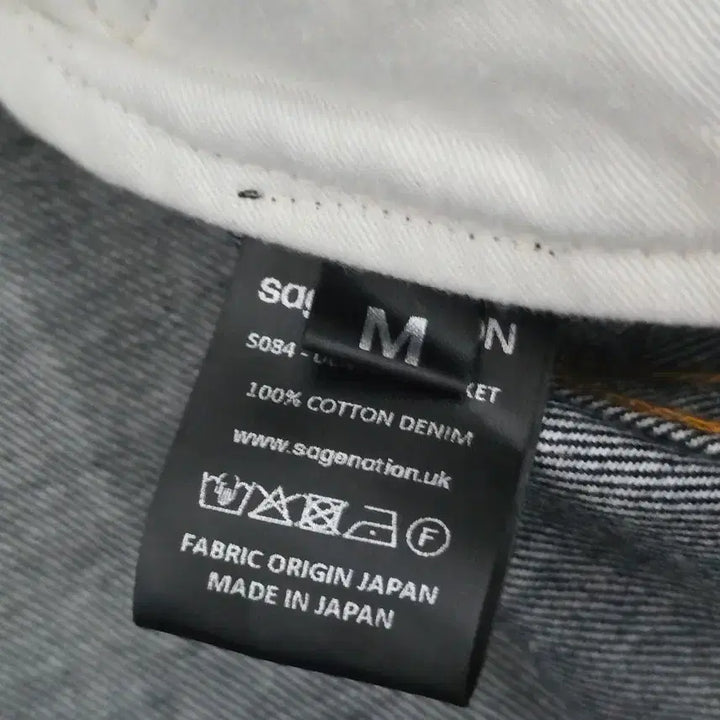 M
S084 -
100% COTTON DENIM
www.sagenation.uk
F
FABRIC ORIGIN JAPAN
MADE IN JAPAN